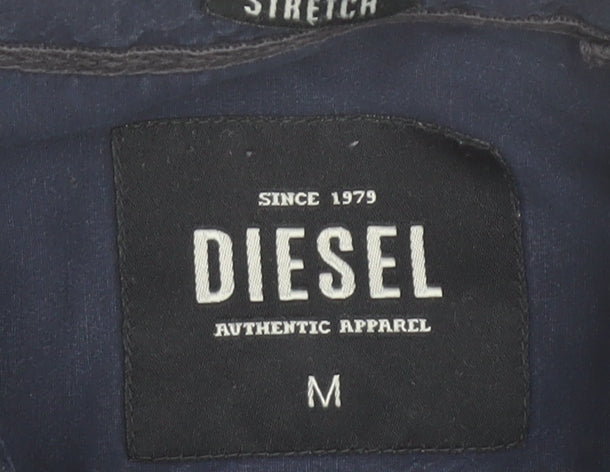 STRETCH
SINCE 1979
DIESEL
AUTHENTIC APPAREL
M